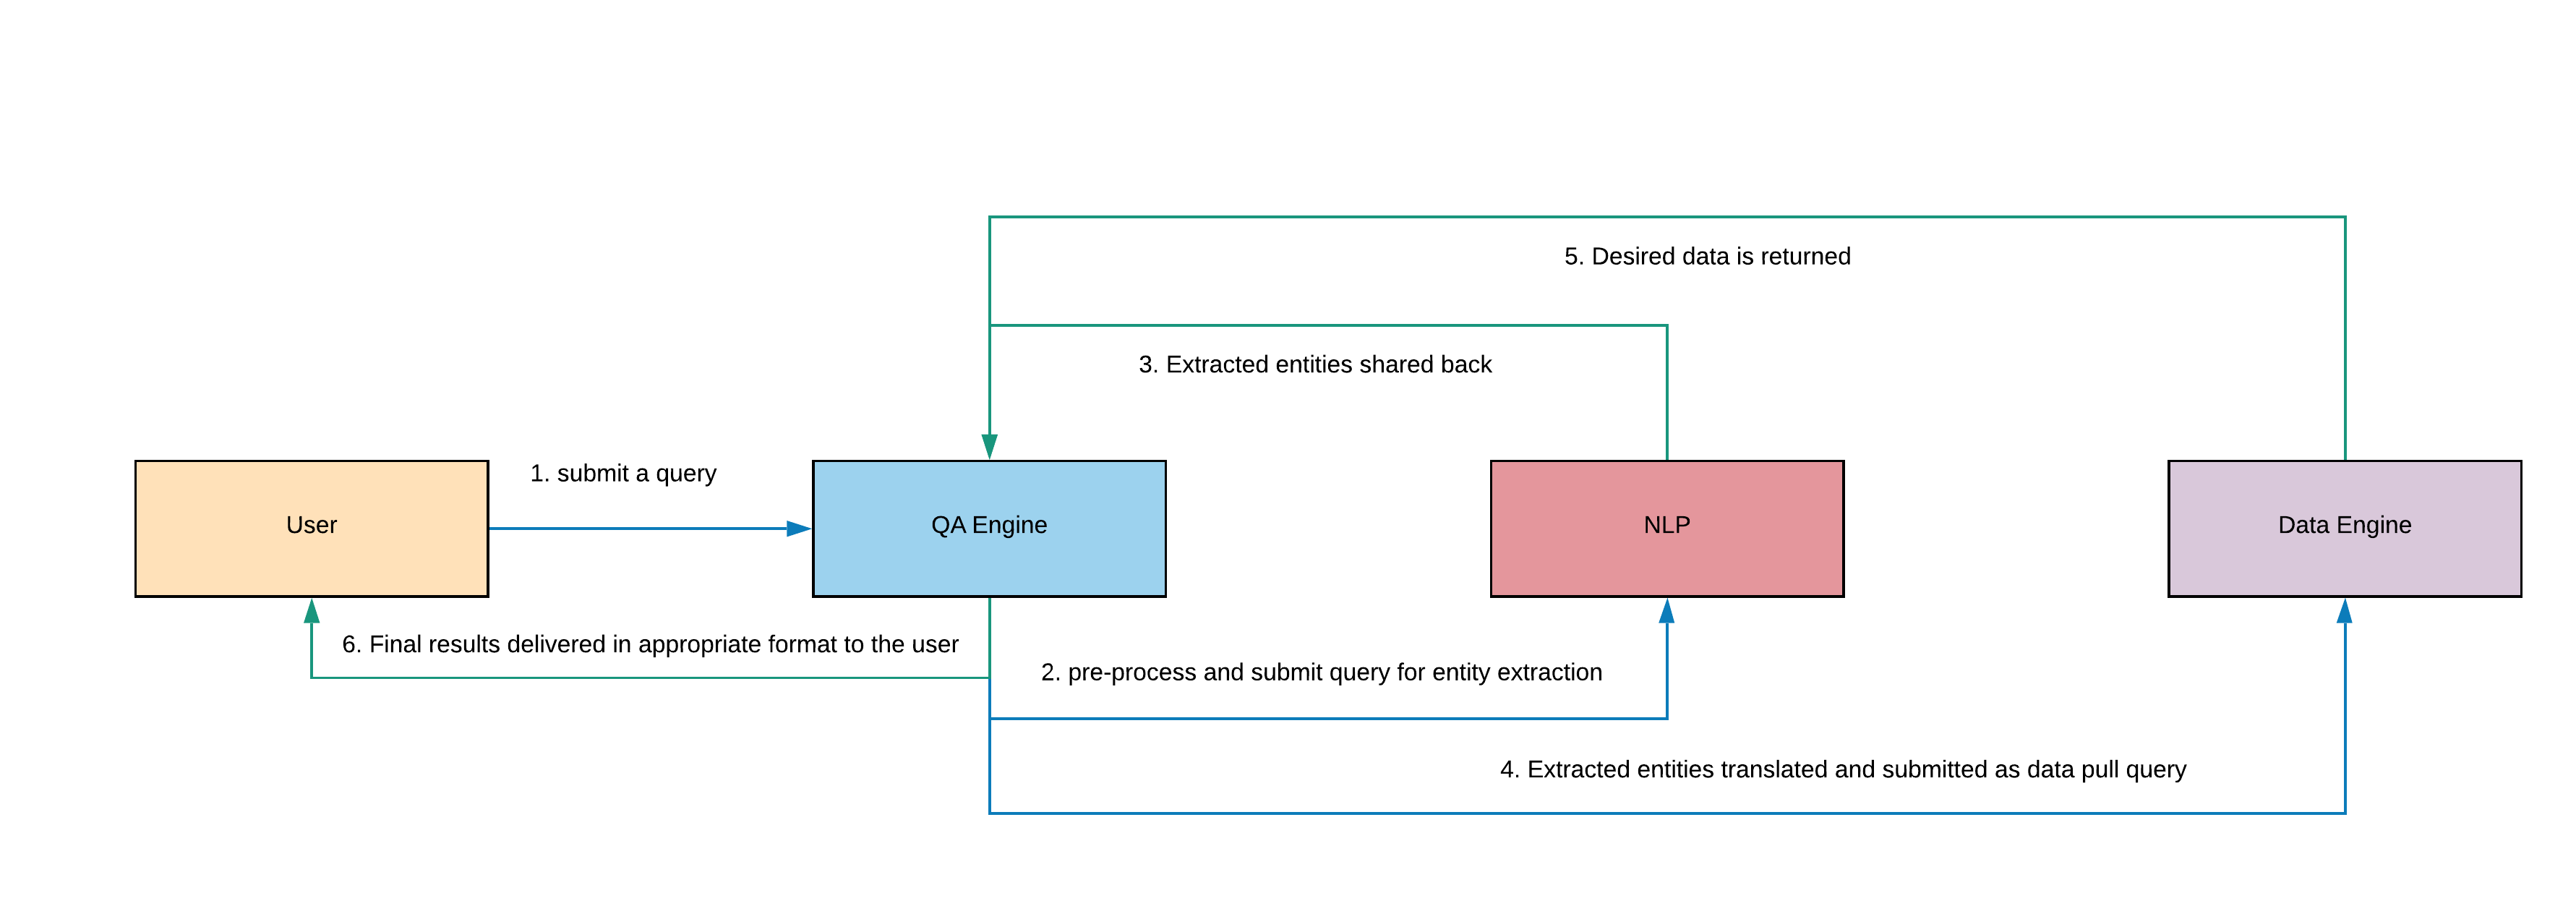 5. Desired data is returned
3. Extracted entities shared back
1. submit a query
User
QA Engine
NLP
Data Engine
6. Final results delivered in appropriate format to the user
2. pre-process and submit query for entity extraction
4. Extracted entities translated and submitted as data pull query